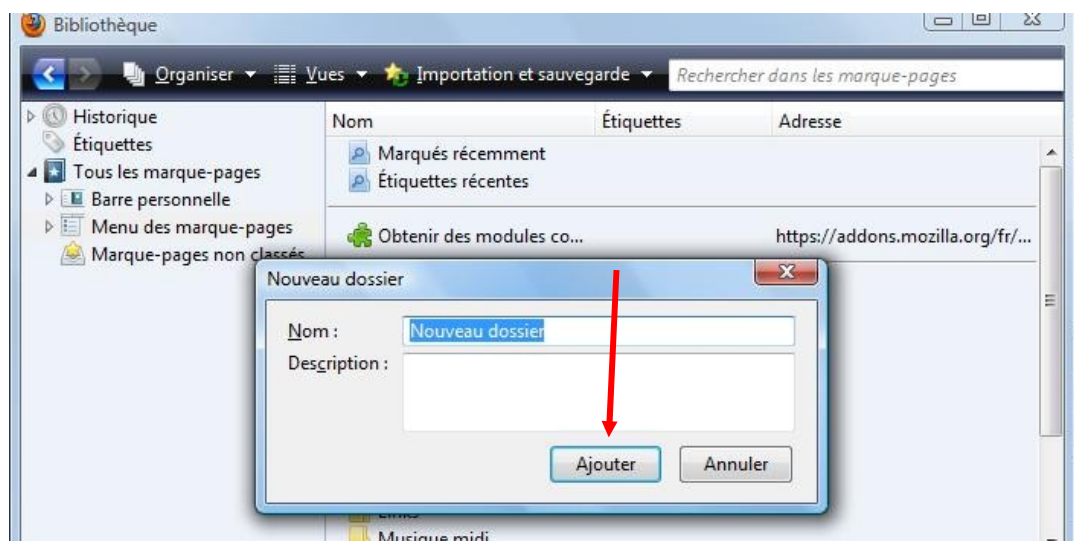 Bibliothèque
Organiser Vues Importation et sauvegarde Rechercher dans les marque-pages
Historique
Étiquettes
Tous les marque-pages
Barre personnelle
Menu des marque-pages
Marque-pages non classés
Nom Étiquettes Adresse
Marqués récemment
Étiquettes récentes
Obtenir des modules co... https://addons.mozilla.org/fr/...
Nouveau dossier
Nom : Nouveau dossier
Description :
Ajouter Annuler
Links
Musique midi